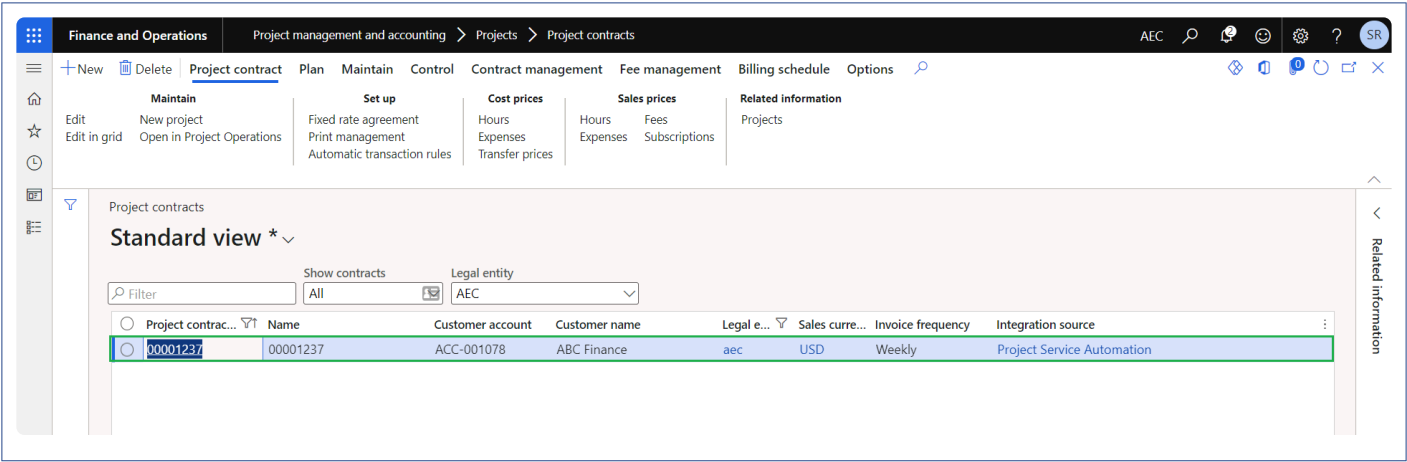 Finance and Operations Project management and accounting > Projects > Project contracts AEC 2 ? SR
+ New Delete Project contract Plan Maintain Control Contract management Fee management Billing schedule Options 0
Maintain Set up Cost prices Sales prices Related information
Edit New project Fixed rate agreement Hours Hours Fees Projects
Edit in grid Open in Project Operations Print management Expenses Expenses Subscriptions
Automatic transaction rules Transfer prices
Project contracts
Standard view *
Show contracts Legal entity
Filter All AEC
Project contrac... Name Customer account Customer name Legal e... Sales curre... Invoice frequency Integration source
00001237 00001237 ACC-001078 ABC Finance aec USD Weekly Project Service Automation
Related information